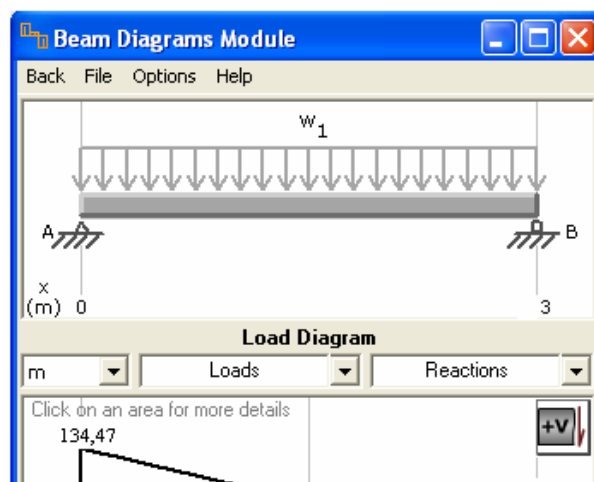 Beam Diagrams Module
Back File Options Help
w1
A B
x
(m) 0 3
Load Diagram
m Loads Reactions
Click on an area for more details
+V
134,47